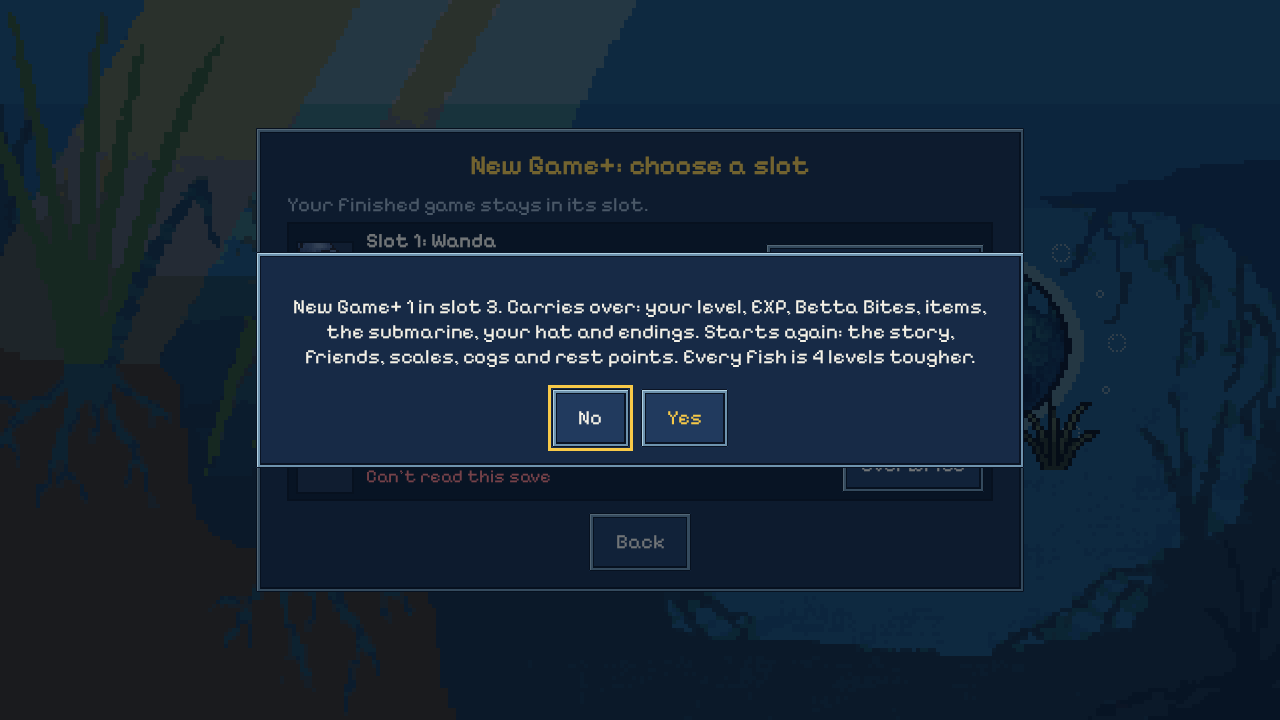 New Game+: choose a slot
Your finished game stays in its slot.
Slot 1: Wanda
New Game+ 1 in slot 3. Carries over: your level, EXP, Betta Bites, items,
the submarine, your hat and endings. Starts again: the story,
friends, scales, cogs and rest points. Every fish is 4 levels tougher.
No
Yes
Can't read this save
Back